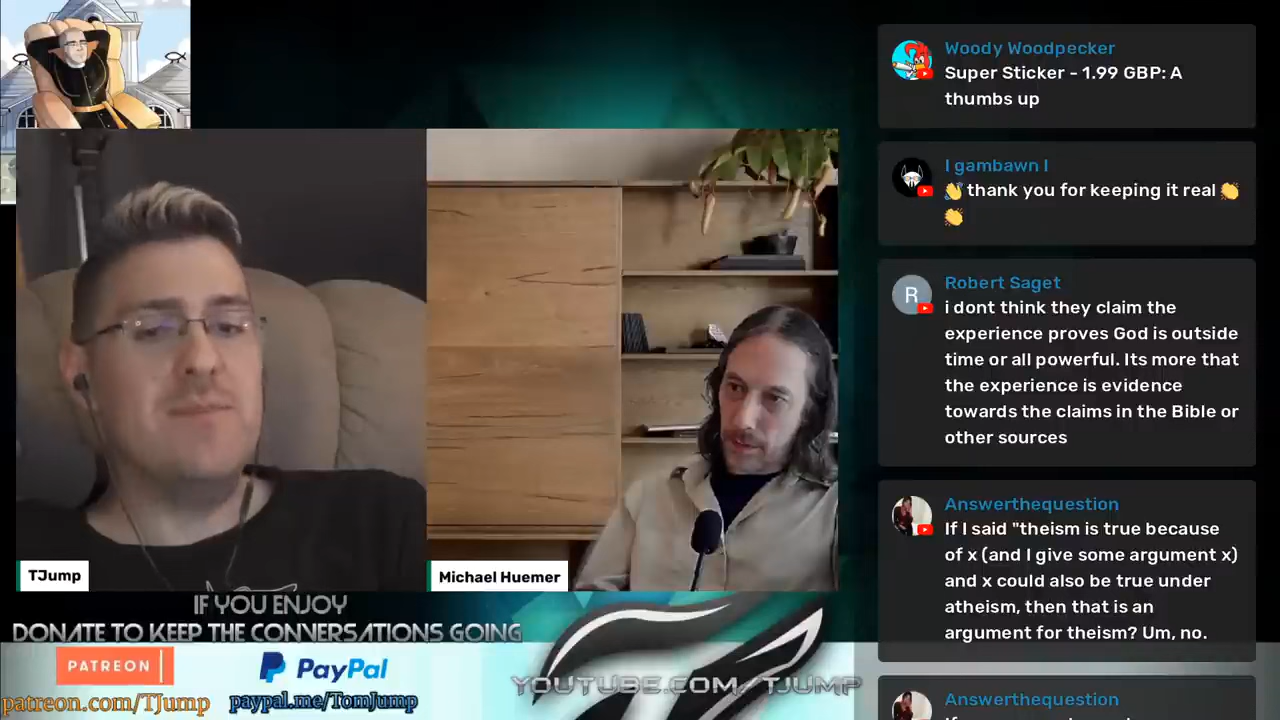 TJump
Michael Huemer
IF YOU ENJOY
DONATE TO KEEP THE CONVERSATIONS GOING
PATREON
PayPal
patreon.com/TJump
paypal.me/TomJump
YOUTUBE.COM/TJUMP
Woody Woodpecker
Super Sticker - 1.99 GBP: A
thumbs up
I gambawn I
👏 thank you for keeping it real 👏
👏
R
Robert Saget
i dont think they claim the
experience proves God is outside
time or all powerful. Its more that
the experience is evidence
towards the claims in the Bible or
other sources
Answerthequestion
If I said "theism is true because
of x (and I give some argument x)
and x could also be true under
atheism, then that is an
argument for theism? Um, no.
Answerthequestion